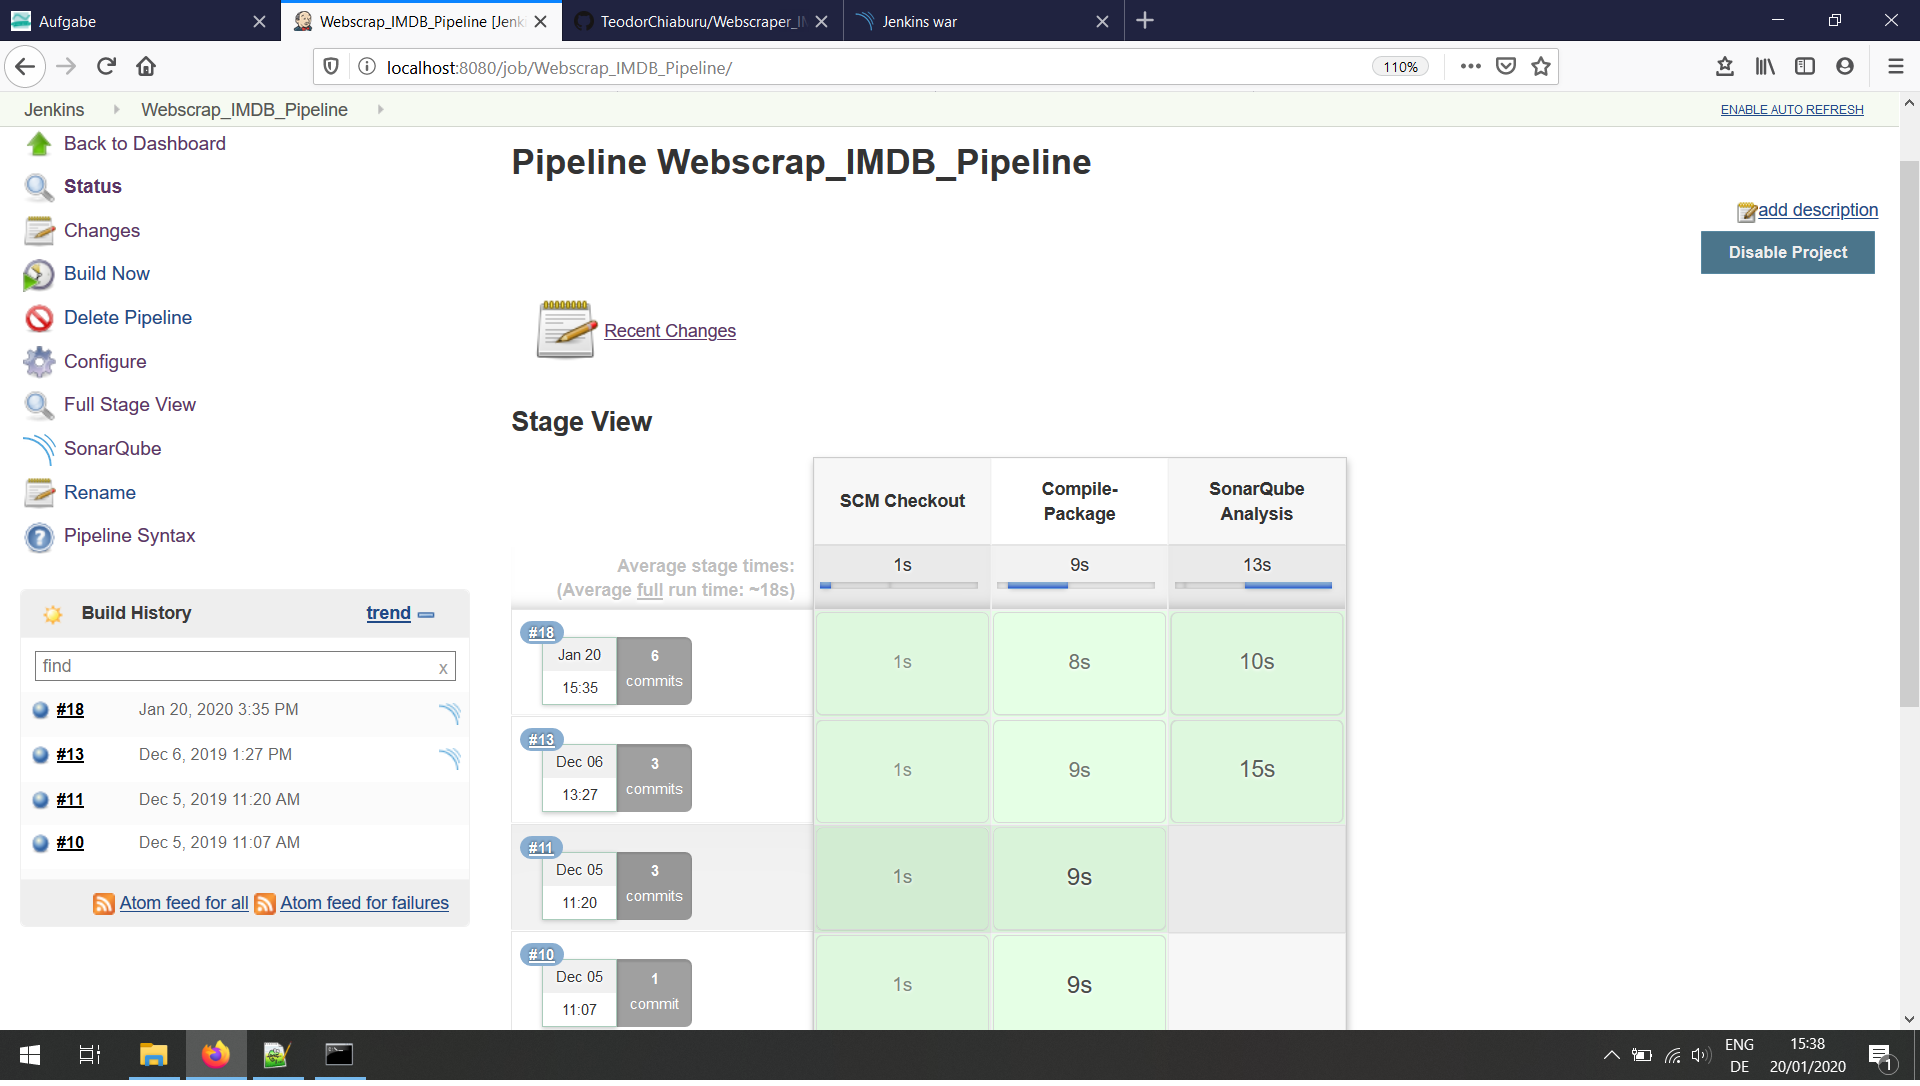 Aufgabe
Webscrap_IMDB_Pipeline [Jenk
TeodorChiaburu/Webscraper_IM
Jenkins war
localhost:8080/job/Webscrap_IMDB_Pipeline/
110%
Jenkins
Webscrap_IMDB_Pipeline
ENABLE AUTO REFRESH
Back to Dashboard
Status
Changes
Build Now
Delete Pipeline
Configure
Full Stage View
SonarQube
Rename
Pipeline Syntax
Build History
trend
find
x
#18
Jan 20, 2020 3:35 PM
#13
Dec 6, 2019 1:27 PM
#11
Dec 5, 2019 11:20 AM
#10
Dec 5, 2019 11:07 AM
Atom feed for all
Atom feed for failures
Pipeline Webscrap_IMDB_Pipeline
add description
Disable Project
Recent Changes
Stage View
SCM Checkout
Compile-
Package
SonarQube
Analysis
Average stage times:
(Average full run time: ~18s)
1s
9s
13s
#18
Jan 20
15:35
6
commits
1s
8s
10s
#13
Dec 06
13:27
3
commits
1s
9s
15s
#11
Dec 05
11:20
3
commits
1s
9s
#10
Dec 05
11:07
1
commit
1s
9s
ENG
DE
15:38
20/01/2020
1